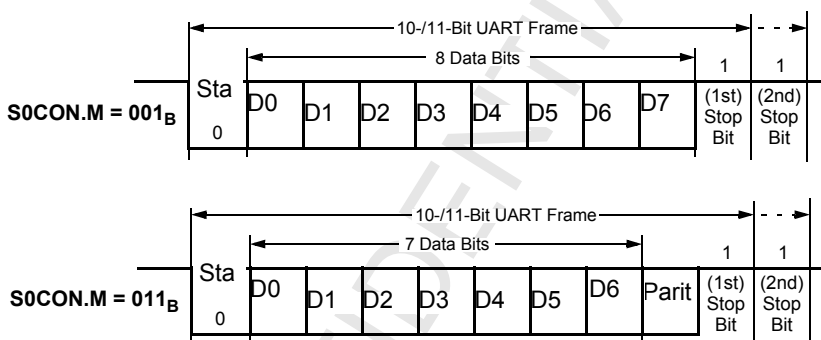 10-/11-Bit UART Frame
8 Data Bits
1 1
S0CON.M = 001B
Sta
0
D0 D1 D2 D3 D4 D5 D6 D7
(1st) Stop Bit
(2nd) Stop Bit
10-/11-Bit UART Frame
7 Data Bits
1 1
S0CON.M = 011B
Sta
0
D0 D1 D2 D3 D4 D5 D6 Parit
(1st) Stop Bit
(2nd) Stop Bit